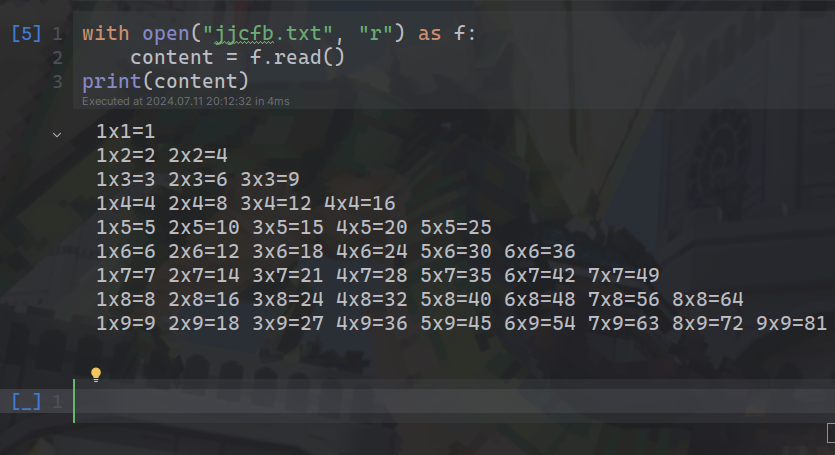 [5] 1 with open("jjcfb.txt", "r") as f:
2     content = f.read()
3 print(content)
Executed at 2024.07.11 20:12:32 in 4ms
1x1=1
1x2=2 2x2=4
1x3=3 2x3=6 3x3=9
1x4=4 2x4=8 3x4=12 4x4=16
1x5=5 2x5=10 3x5=15 4x5=20 5x5=25
1x6=6 2x6=12 3x6=18 4x6=24 5x6=30 6x6=36
1x7=7 2x7=14 3x7=21 4x7=28 5x7=35 6x7=42 7x7=49
1x8=8 2x8=16 3x8=24 4x8=32 5x8=40 6x8=48 7x8=56 8x8=64
1x9=9 2x9=18 3x9=27 4x9=36 5x9=45 6x9=54 7x9=63 8x9=72 9x9=81
[_] 1